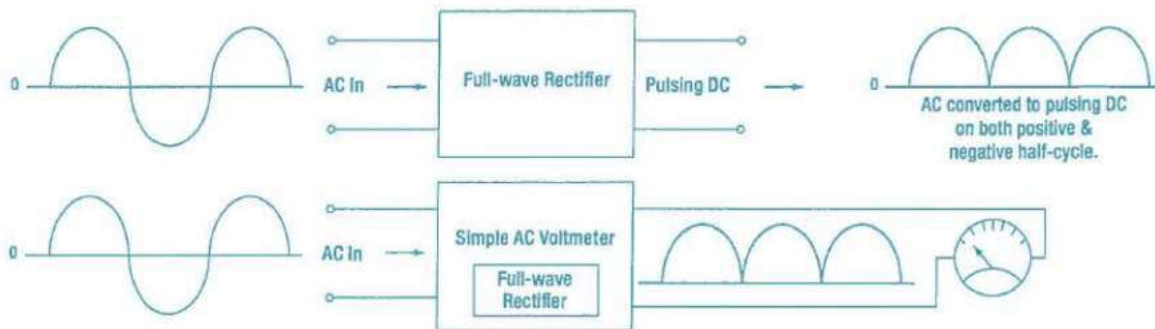 0
AC In
Full-wave Rectifier
Pulsing DC
0
AC converted to pulsing DC
on both positive &
negative half-cycle.
0
AC In
Simple AC Voltmeter
Full-wave
Rectifier